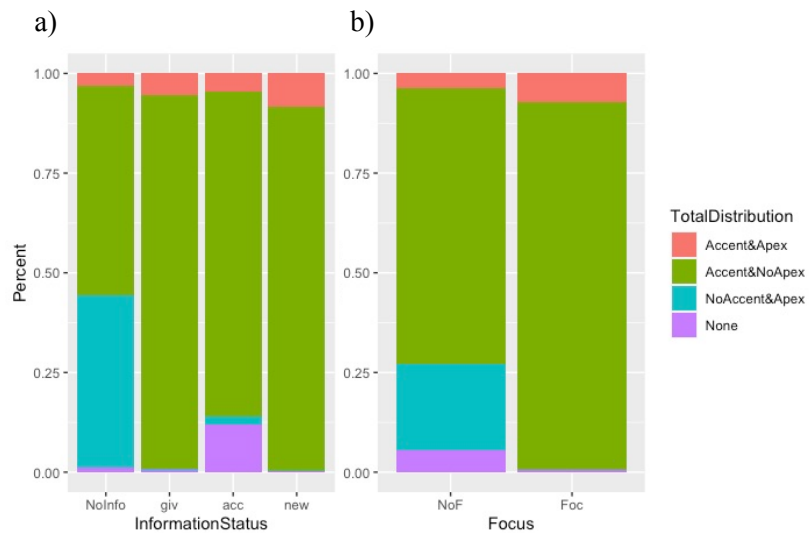 a)
b)
1.00
0.75
0.50
0.25
0.00
Percent
NoInfo giv acc new
InformationStatus
1.00
0.75
0.50
0.25
0.00
NoF Foc
Focus
TotalDistribution
Accent&Apex
Accent&NoApex
NoAccent&Apex
None